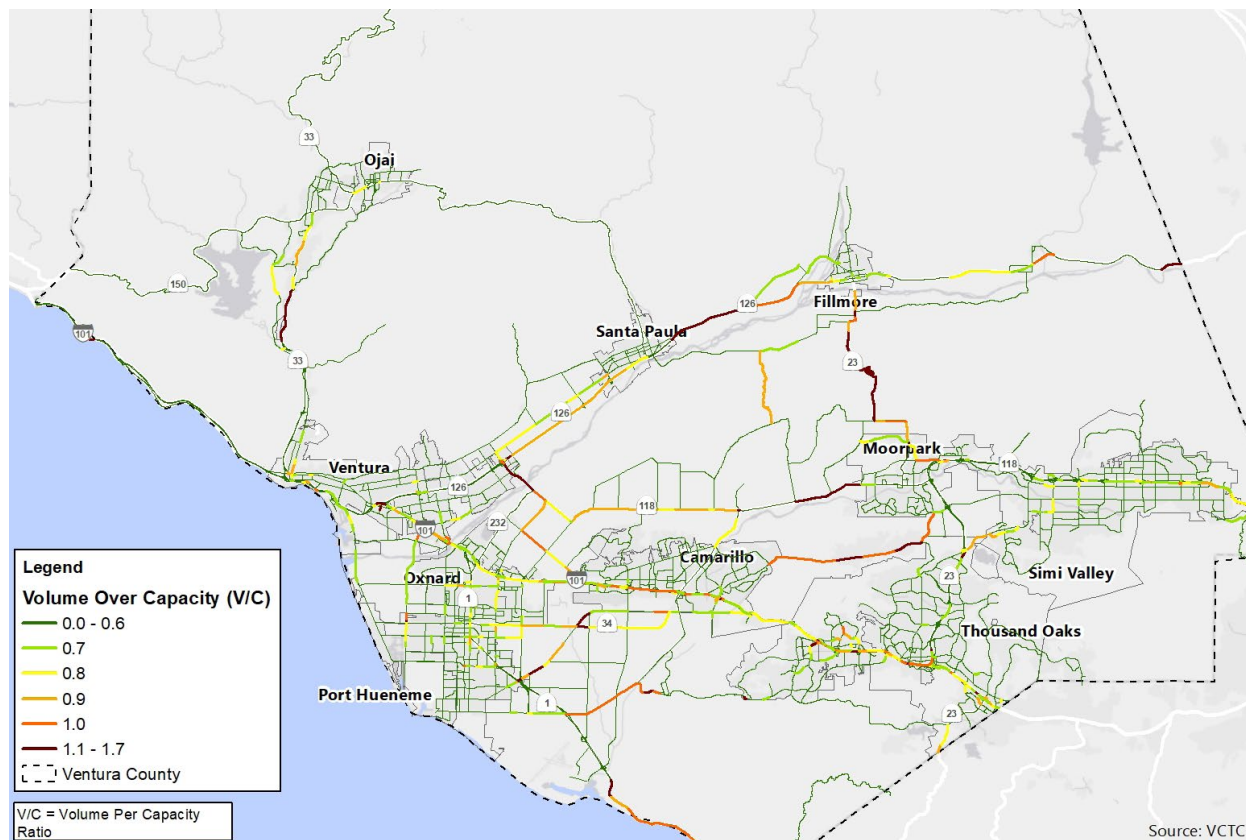 33
Ojai
150
101
Fillmore
126
Santa Paula
33
23
126
Moorpark
118
Ventura
126
118
232
101
Camarillo
Oxnard
101
Simi Valley
23
1
34
Thousand Oaks
Port Hueneme
1
23
Legend
Volume Over Capacity (V/C)
0.0 - 0.6
0.7
0.8
0.9
1.0
1.1 - 1.7
Ventura County
V/C = Volume Per Capacity
Ratio
Source: VCTC